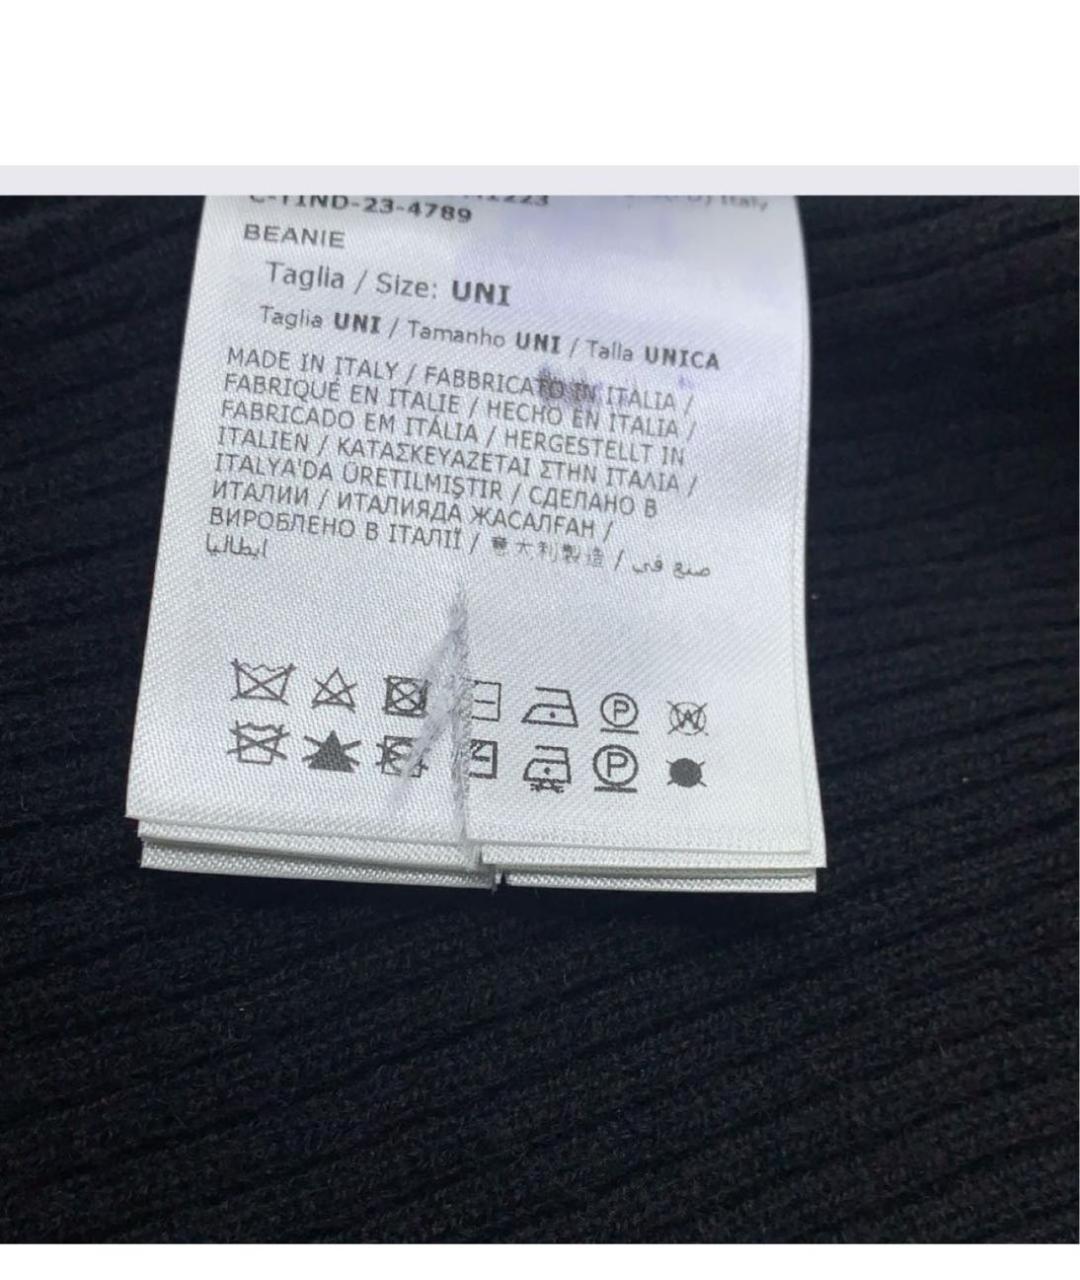 -23-4789
BEANIE
Taglia / Size: UNI
Taglia UNI / Tamanho UNI / Talla UNICA
MADE IN ITALY / FABBRICATO IN ITALIA /
FABRIQUÉ EN ITALIE / HECHO EN ITALIA /
FABRICADO EM ITÁLIA / HERGESTELLT IN
ITALIEN / ΚΑΤΑΣΚΕΥΑΖΕΤΑΙ ΣΤΗΝ ΙΤΑΛΙΑ /
ITALYA'DA ÜRETILMIŞTIR / СДЕЛАНО В
ИТАЛИИ / ИТАЛИЯДА ЖАСАЛҒАН /
ВИРОБЛЕНО В ІТАЛІЇ / 意大利製造 / صنع في
ايطاليا
P W
P